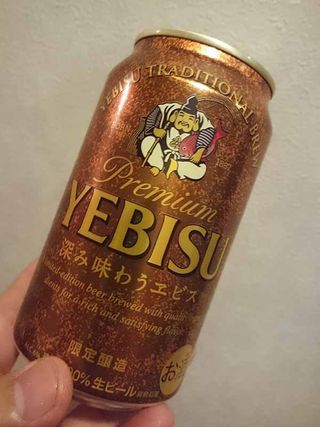 YEBISU TRADITIONAL BREW
Premium
YEBISU
深み味わうエビス
Limited-edition beer brewed with quality
for a rich and satisfying flavor
限定醸造
生ビール
お